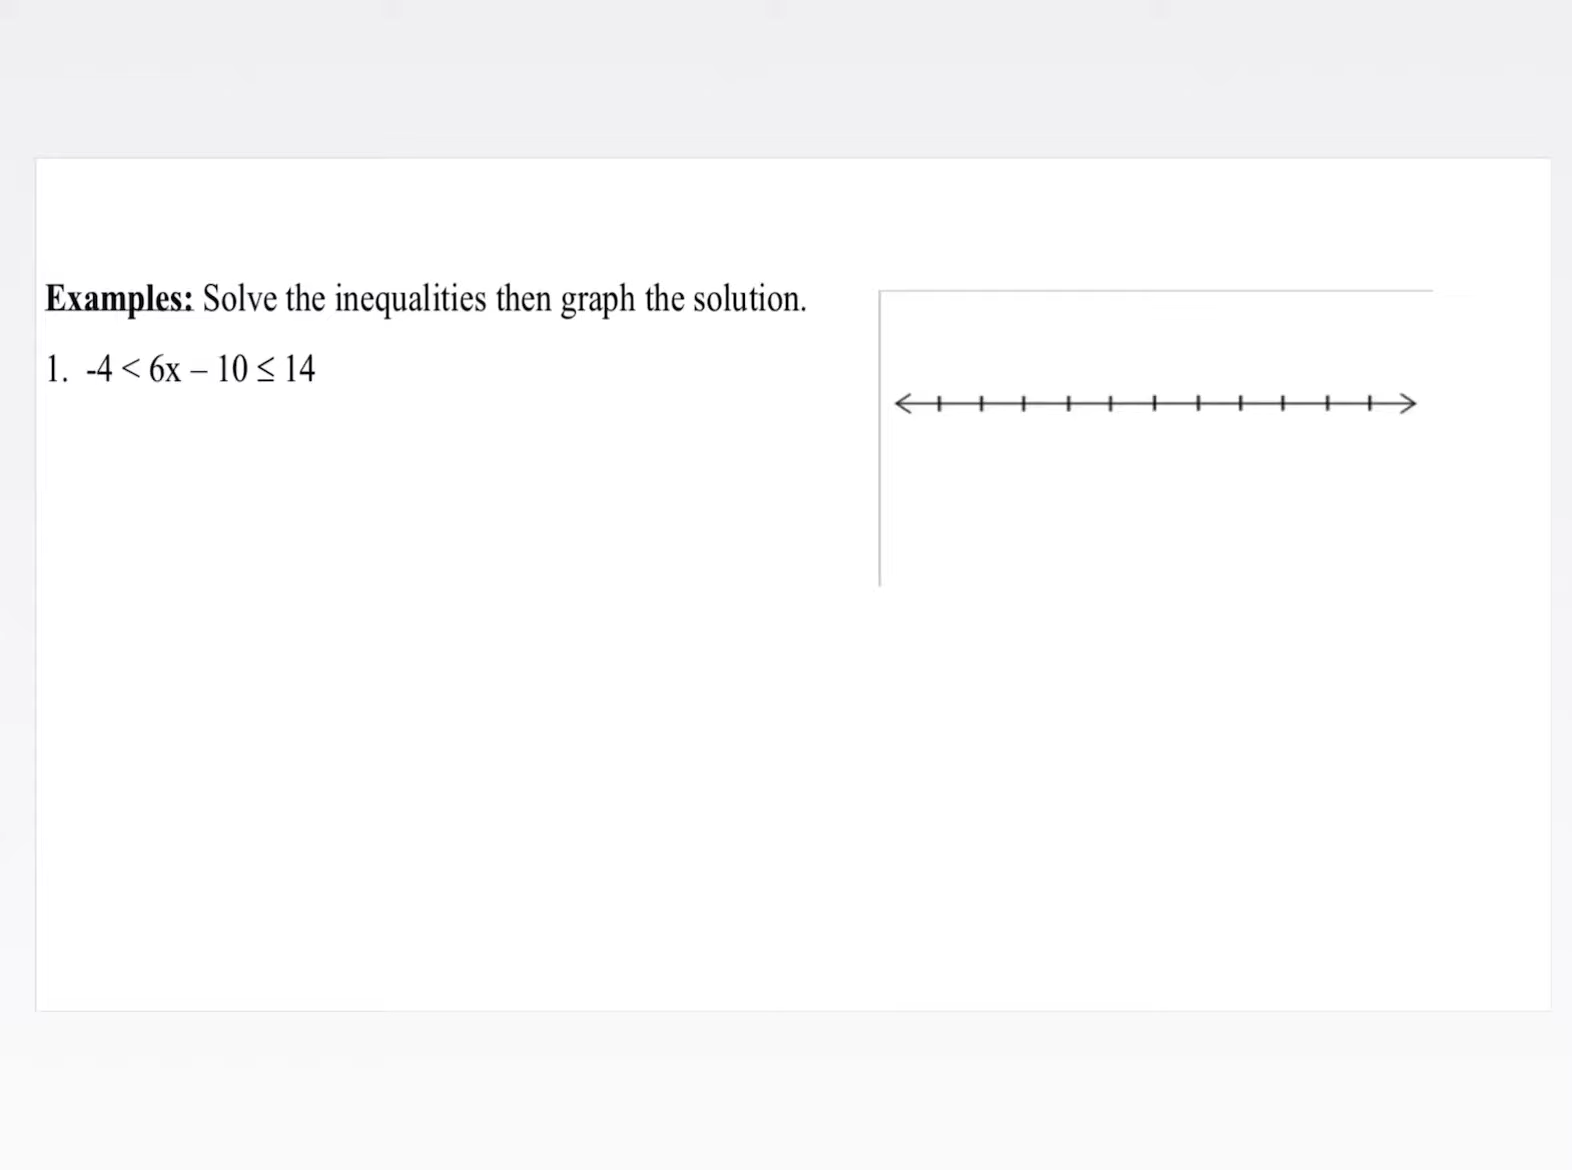 Examples: Solve the inequalities then graph the solution.
1. -4 < 6x – 10 ≤ 14